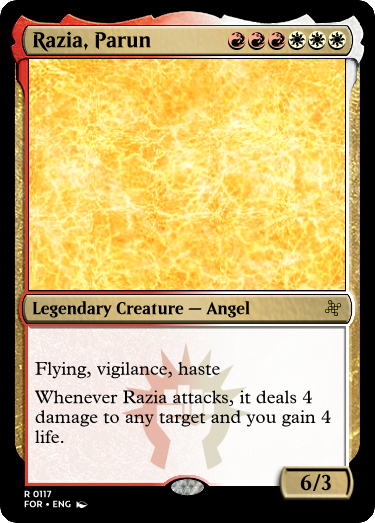 Razia, Parun
Legendary Creature — Angel
Flying, vigilance, haste
Whenever Razia attacks, it deals 4
damage to any target and you gain 4
life.
6/3
R 0117
FOR • ENG